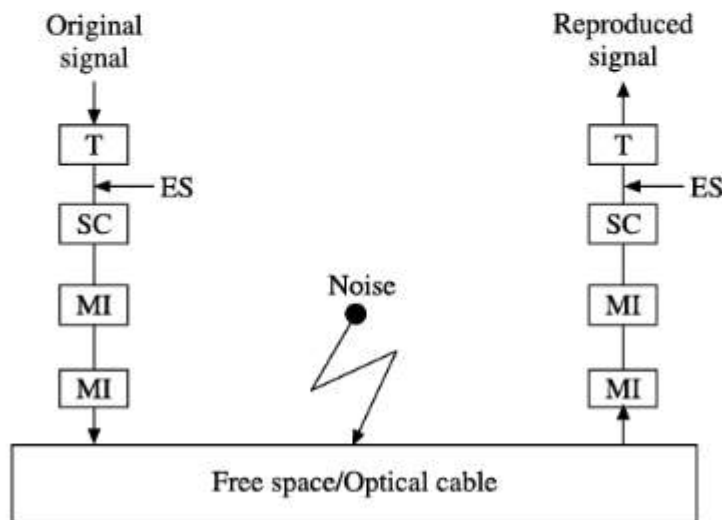 Original
signal
Reproduced
signal
T
T
ES
ES
SC
SC
Noise
MI
MI
MI
MI
Free space/Optical cable